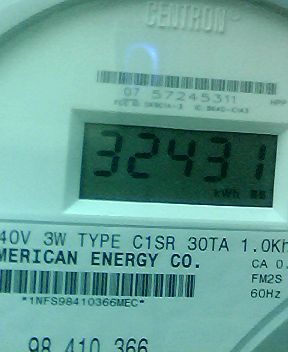 CENTRON®
07 57245311
32431
kWh
40V 3W TYPE C1SR 30TA 1.0Kh
MERICAN ENERGY CO.
CA 0.
FM2S
60Hz
*1NFS98410366MEC*
98 410 366